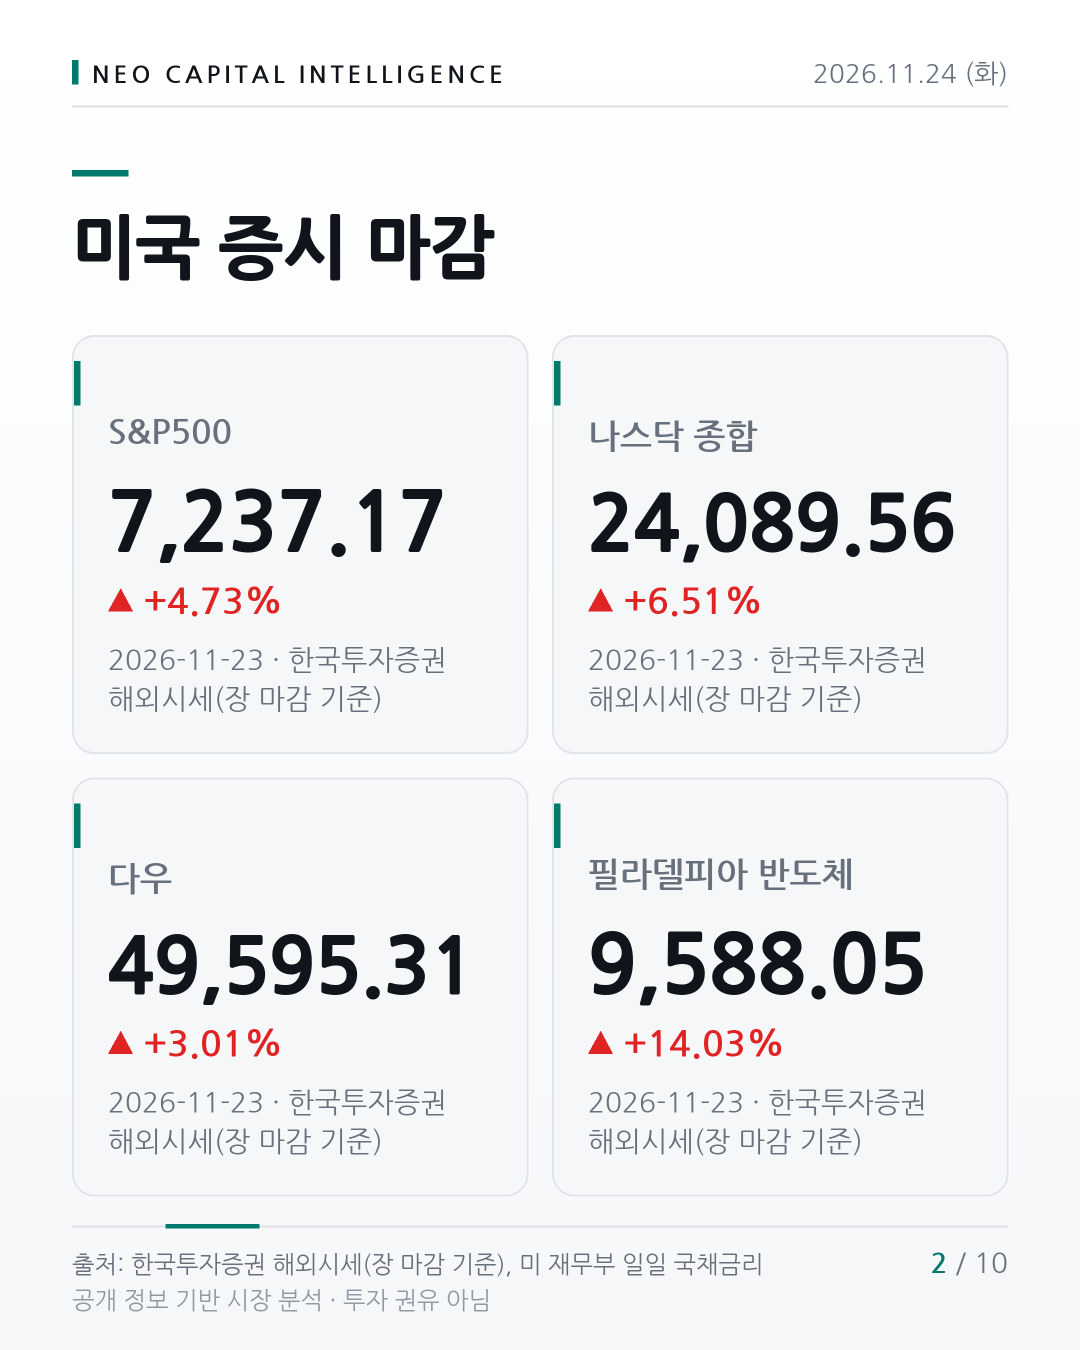 NEO CAPITAL INTELLIGENCE
2026.11.24 (화)
미국 증시 마감
S&P500
7,237.17
▲ +4.73%
2026-11-23 · 한국투자증권
해외시세(장 마감 기준)
나스닥 종합
24,089.56
▲ +6.51%
2026-11-23 · 한국투자증권
해외시세(장 마감 기준)
다우
49,595.31
▲ +3.01%
2026-11-23 · 한국투자증권
해외시세(장 마감 기준)
필라델피아 반도체
9,588.05
▲ +14.03%
2026-11-23 · 한국투자증권
해외시세(장 마감 기준)
출처: 한국투자증권 해외시세(장 마감 기준), 미 재무부 일일 국채금리
2 / 10
공개 정보 기반 시장 분석 · 투자 권유 아님